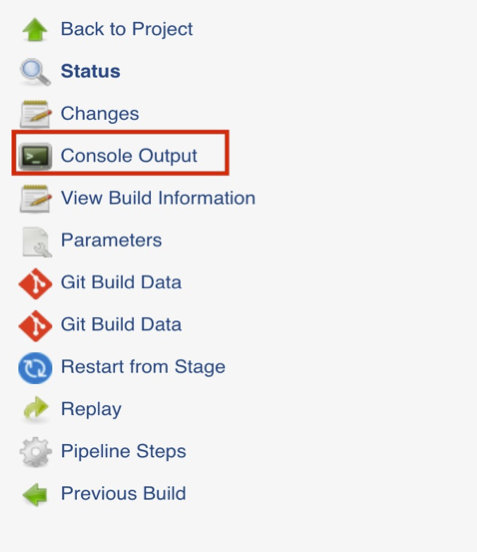 Back to Project
Status
Changes
Console Output
View Build Information
Parameters
Git Build Data
Git Build Data
Restart from Stage
Replay
Pipeline Steps
Previous Build